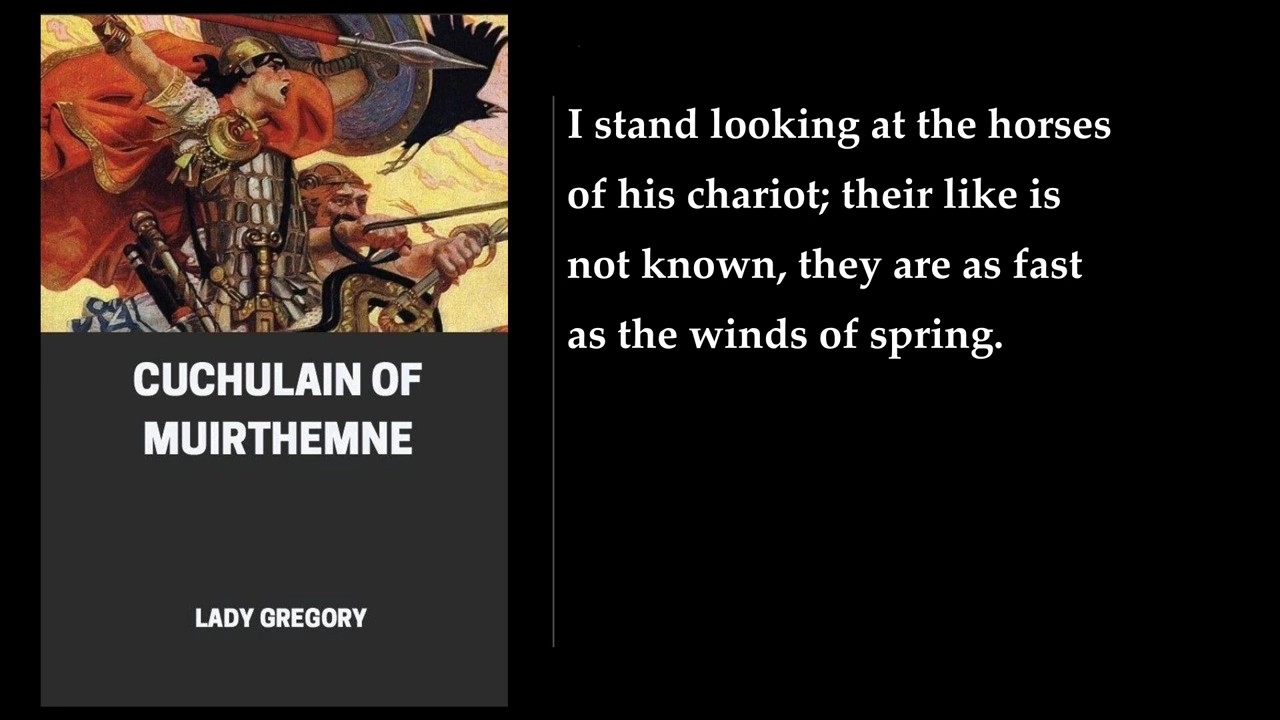 CUCHULAIN OF
MUIRTHEMNE
LADY GREGORY
I stand looking at the horses
of his chariot; their like is
not known, they are as fast
as the winds of spring.